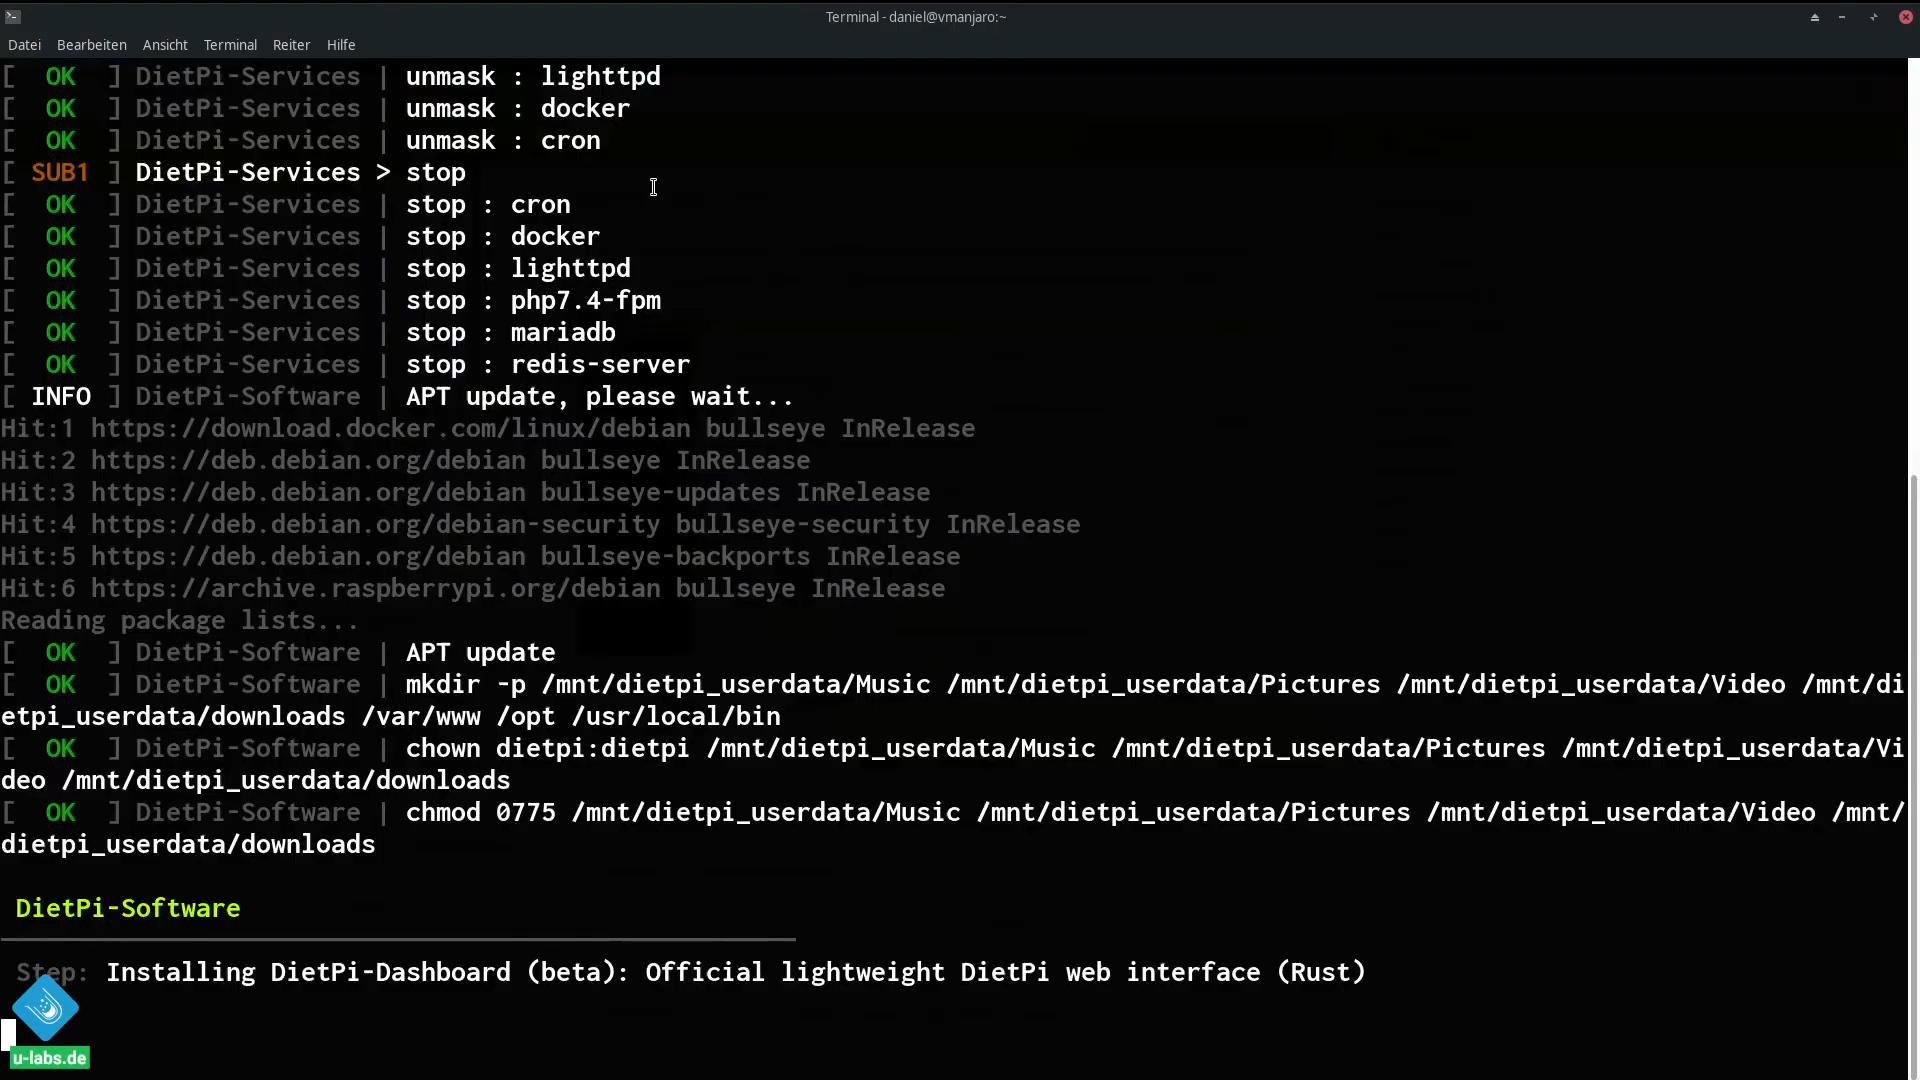 Terminal - daniel@vmanjaro:~
Datei Bearbeiten Ansicht Terminal Reiter Hilfe
[  OK  ] DietPi-Services | unmask : lighttpd
[  OK  ] DietPi-Services | unmask : docker
[  OK  ] DietPi-Services | unmask : cron
[ SUB1 ] DietPi-Services > stop
[  OK  ] DietPi-Services | stop : cron
[  OK  ] DietPi-Services | stop : docker
[  OK  ] DietPi-Services | stop : lighttpd
[  OK  ] DietPi-Services | stop : php7.4-fpm
[  OK  ] DietPi-Services | stop : mariadb
[  OK  ] DietPi-Services | stop : redis-server
[ INFO ] DietPi-Software | APT update, please wait...
Hit:1 https://download.docker.com/linux/debian bullseye InRelease
Hit:2 https://deb.debian.org/debian bullseye InRelease
Hit:3 https://deb.debian.org/debian bullseye-updates InRelease
Hit:4 https://deb.debian.org/debian-security bullseye-security InRelease
Hit:5 https://deb.debian.org/debian bullseye-backports InRelease
Hit:6 https://archive.raspberrypi.org/debian bullseye InRelease
Reading package lists...
[  OK  ] DietPi-Software | APT update
[  OK  ] DietPi-Software | mkdir -p /mnt/dietpi_userdata/Music /mnt/dietpi_userdata/Pictures /mnt/dietpi_userdata/Video /mnt/di
etpi_userdata/downloads /var/www /opt /usr/local/bin
[  OK  ] DietPi-Software | chown dietpi:dietpi /mnt/dietpi_userdata/Music /mnt/dietpi_userdata/Pictures /mnt/dietpi_userdata/Vi
deo /mnt/dietpi_userdata/downloads
[  OK  ] DietPi-Software | chmod 0775 /mnt/dietpi_userdata/Music /mnt/dietpi_userdata/Pictures /mnt/dietpi_userdata/Video /mnt/
dietpi_userdata/downloads
DietPi-Software
Step: Installing DietPi-Dashboard (beta): Official lightweight DietPi web interface (Rust)
u-labs.de